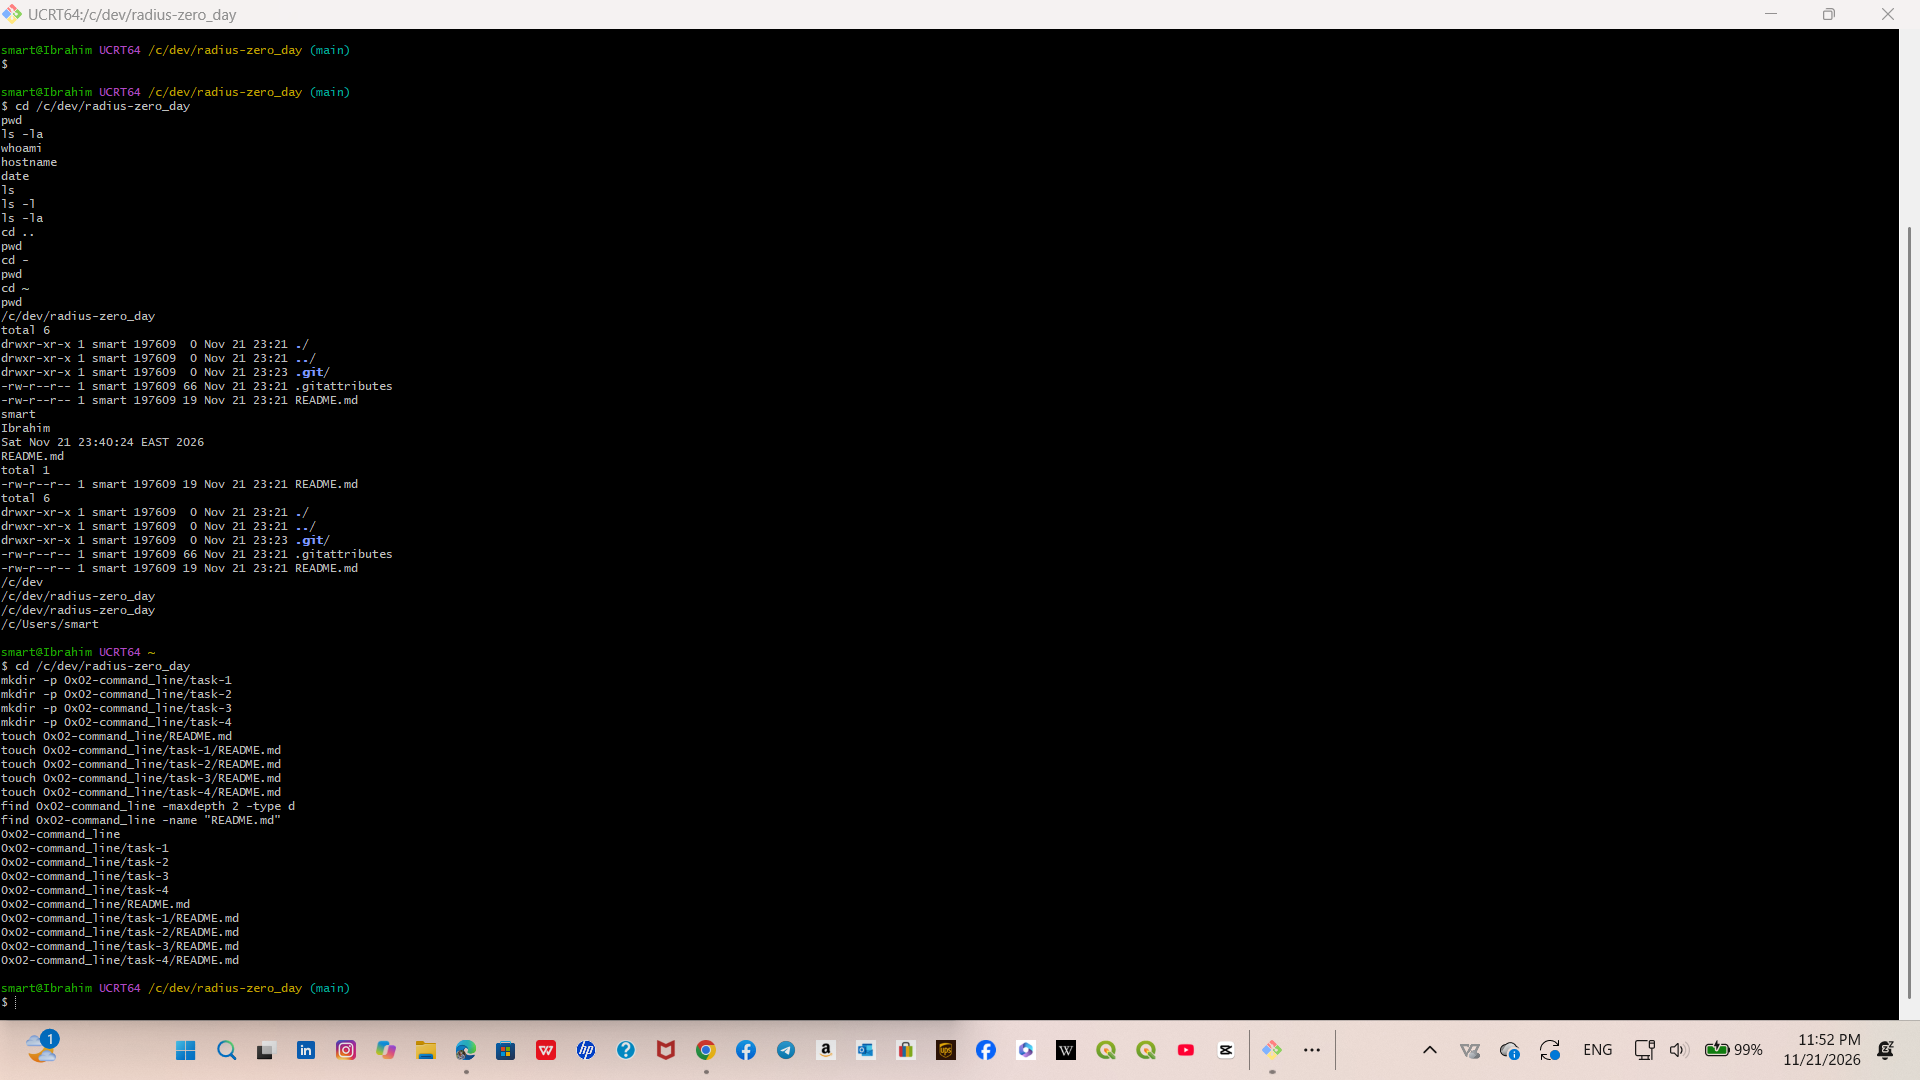 UCRT64:/c/dev/radius-zero_day
smart@Ibrahim UCRT64 /c/dev/radius-zero_day (main)
$
smart@Ibrahim UCRT64 /c/dev/radius-zero_day (main)
$ cd /c/dev/radius-zero_day
pwd
ls -la
whoami
hostname
date
ls
ls -l
ls -la
cd ..
pwd
cd -
pwd
cd ~
pwd
/c/dev/radius-zero_day
total 6
drwxr-xr-x 1 smart 197609  0 Nov 21 23:21 ./
drwxr-xr-x 1 smart 197609  0 Nov 21 23:21 ../
drwxr-xr-x 1 smart 197609  0 Nov 21 23:23 .git/
-rw-r--r-- 1 smart 197609 66 Nov 21 23:21 .gitattributes
-rw-r--r-- 1 smart 197609 19 Nov 21 23:21 README.md
smart
Ibrahim
Sat Nov 21 23:40:24 EAST 2026
README.md
total 1
-rw-r--r-- 1 smart 197609 19 Nov 21 23:21 README.md
total 6
drwxr-xr-x 1 smart 197609  0 Nov 21 23:21 ./
drwxr-xr-x 1 smart 197609  0 Nov 21 23:21 ../
drwxr-xr-x 1 smart 197609  0 Nov 21 23:23 .git/
-rw-r--r-- 1 smart 197609 66 Nov 21 23:21 .gitattributes
-rw-r--r-- 1 smart 197609 19 Nov 21 23:21 README.md
/c/dev
/c/dev/radius-zero_day
/c/dev/radius-zero_day
/c/Users/smart
smart@Ibrahim UCRT64 ~
$ cd /c/dev/radius-zero_day
mkdir -p 0x02-command_line/task-1
mkdir -p 0x02-command_line/task-2
mkdir -p 0x02-command_line/task-3
mkdir -p 0x02-command_line/task-4
touch 0x02-command_line/README.md
touch 0x02-command_line/task-1/README.md
touch 0x02-command_line/task-2/README.md
touch 0x02-command_line/task-3/README.md
touch 0x02-command_line/task-4/README.md
find 0x02-command_line -maxdepth 2 -type d
find 0x02-command_line -name "README.md"
0x02-command_line
0x02-command_line/task-1
0x02-command_line/task-2
0x02-command_line/task-3
0x02-command_line/task-4
0x02-command_line/README.md
0x02-command_line/task-1/README.md
0x02-command_line/task-2/README.md
0x02-command_line/task-3/README.md
0x02-command_line/task-4/README.md
smart@Ibrahim UCRT64 /c/dev/radius-zero_day (main)
$
1
ENG
99%
11:52 PM
11/21/2026